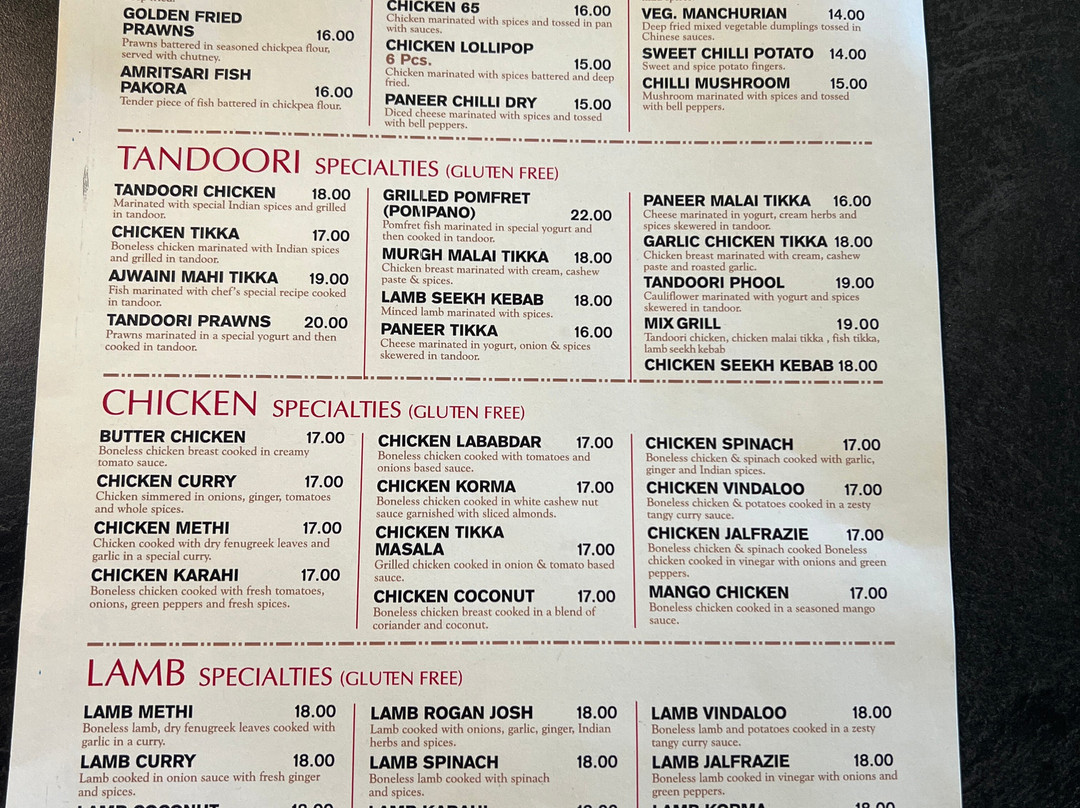 GOLDEN FRIED
PRAWNS 16.00
Prawns battered in seasoned chickpea flour,
served with chutney.
AMRITSARI FISH
PAKORA 16.00
Tender piece of fish battered in chickpea flour.
CHICKEN 65 16.00
Chicken marinated with spices and tossed in pan
with sauces.
CHICKEN LOLLIPOP
6 Pcs. 15.00
Chicken marinated with spices battered and deep
fried.
PANEER CHILLI DRY 15.00
Diced cheese marinated with spices and tossed
with bell peppers.
VEG. MANCHURIAN 14.00
Deep fried mixed vegetable dumplings tossed in
Chinese sauces.
SWEET CHILLI POTATO 14.00
Sweet and spice potato fingers.
CHILLI MUSHROOM 15.00
Mushroom marinated with spices and tossed
with bell peppers.
TANDOORI SPECIALTIES (GLUTEN FREE)
TANDOORI CHICKEN 18.00
Marinated with special Indian spices and grilled
in tandoor.
CHICKEN TIKKA 17.00
Boneless chicken marinated with Indian spices
and grilled in tandoor.
AJWAINI MAHI TIKKA 19.00
Fish marinated with chef's special recipe cooked
in tandoor.
TANDOORI PRAWNS 20.00
Prawns marinated in a special yogurt and then
cooked in tandoor.
GRILLED POMFRET
(POMPANO) 22.00
Pomfret fish marinated in special yogurt and
then cooked in tandoor.
MURGH MALAI TIKKA 18.00
Chicken breast marinated with cream, cashew
paste & spices.
LAMB SEEKH KEBAB 18.00
Minced lamb marinated with spices.
PANEER TIKKA 16.00
Cheese marinated in yogurt, onion & spices
skewered in tandoor.
PANEER MALAI TIKKA 16.00
Cheese marinated in yogurt, cream herbs and
spices skewered in tandoor.
GARLIC CHICKEN TIKKA 18.00
Chicken breast marinated with cream, cashew
paste and roasted garlic.
TANDOORI PHOOL 19.00
Cauliflower marinated with yogurt and spices
skewered in tandoor.
MIX GRILL 19.00
Tandoori chicken, chicken malai tikka , fish tikka,
lamb seekh kebab
CHICKEN SEEKH KEBAB 18.00
CHICKEN SPECIALTIES (GLUTEN FREE)
BUTTER CHICKEN 17.00
Boneless chicken breast cooked in creamy
tomato sauce.
CHICKEN CURRY 17.00
Chicken simmered in onions, ginger, tomatoes
and whole spices.
CHICKEN METHI 17.00
Chicken cooked with dry fenugreek leaves and
garlic in a special curry.
CHICKEN KARAHI 17.00
Boneless chicken cooked with fresh tomatoes,
onions, green peppers and fresh spices.
CHICKEN LABABDAR 17.00
Boneless chicken cooked with tomatoes and
onions based sauce.
CHICKEN KORMA 17.00
Boneless chicken cooked in white cashew nut
sauce garnished with sliced almonds.
CHICKEN TIKKA
MASALA 17.00
Grilled chicken cooked in onion & tomato based
sauce.
CHICKEN COCONUT 17.00
Boneless chicken breast cooked in a blend of
coriander and coconut.
CHICKEN SPINACH 17.00
Boneless chicken & spinach cooked with garlic,
ginger and Indian spices.
CHICKEN VINDALOO 17.00
Boneless chicken & potatoes cooked in a zesty
tangy curry sauce.
CHICKEN JALFRAZIE 17.00
Boneless chicken & spinach cooked Boneless
chicken cooked in vinegar with onions and green
peppers.
MANGO CHICKEN 17.00
Boneless chicken cooked in a seasoned mango
sauce.
LAMB SPECIALTIES (GLUTEN FREE)
LAMB METHI 18.00
Boneless lamb, dry fenugreek leaves cooked with
garlic in a curry.
LAMB CURRY 18.00
Lamb cooked in onion sauce with fresh ginger
and spices.
LAMB COCONUT 18.00
LAMB ROGAN JOSH 18.00
Lamb cooked with onions, garlic, ginger, Indian
herbs and spices.
LAMB SPINACH 18.00
Boneless lamb cooked with spinach
and spices.
LAMB KARAHI 18.00
LAMB VINDALOO 18.00
Boneless lamb and potatoes cooked in a zesty
tangy curry sauce.
LAMB JALFRAZIE 18.00
Boneless lamb cooked in vinegar with onions and
green peppers.
LAMB KORMA 18.00